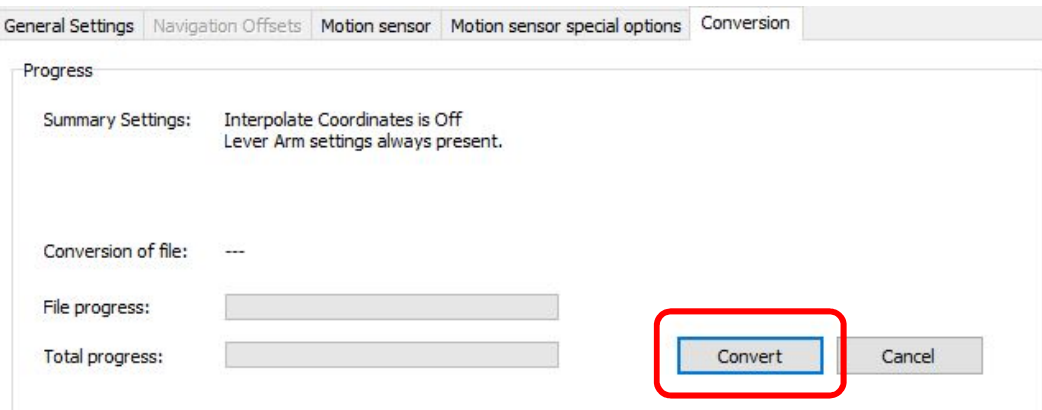 General Settings Navigation Offsets Motion sensor Motion sensor special options Conversion
Progress
Summary Settings: Interpolate Coordinates is Off
Lever Arm settings always present.
Conversion of file: ---
File progress:
Total progress: Convert Cancel